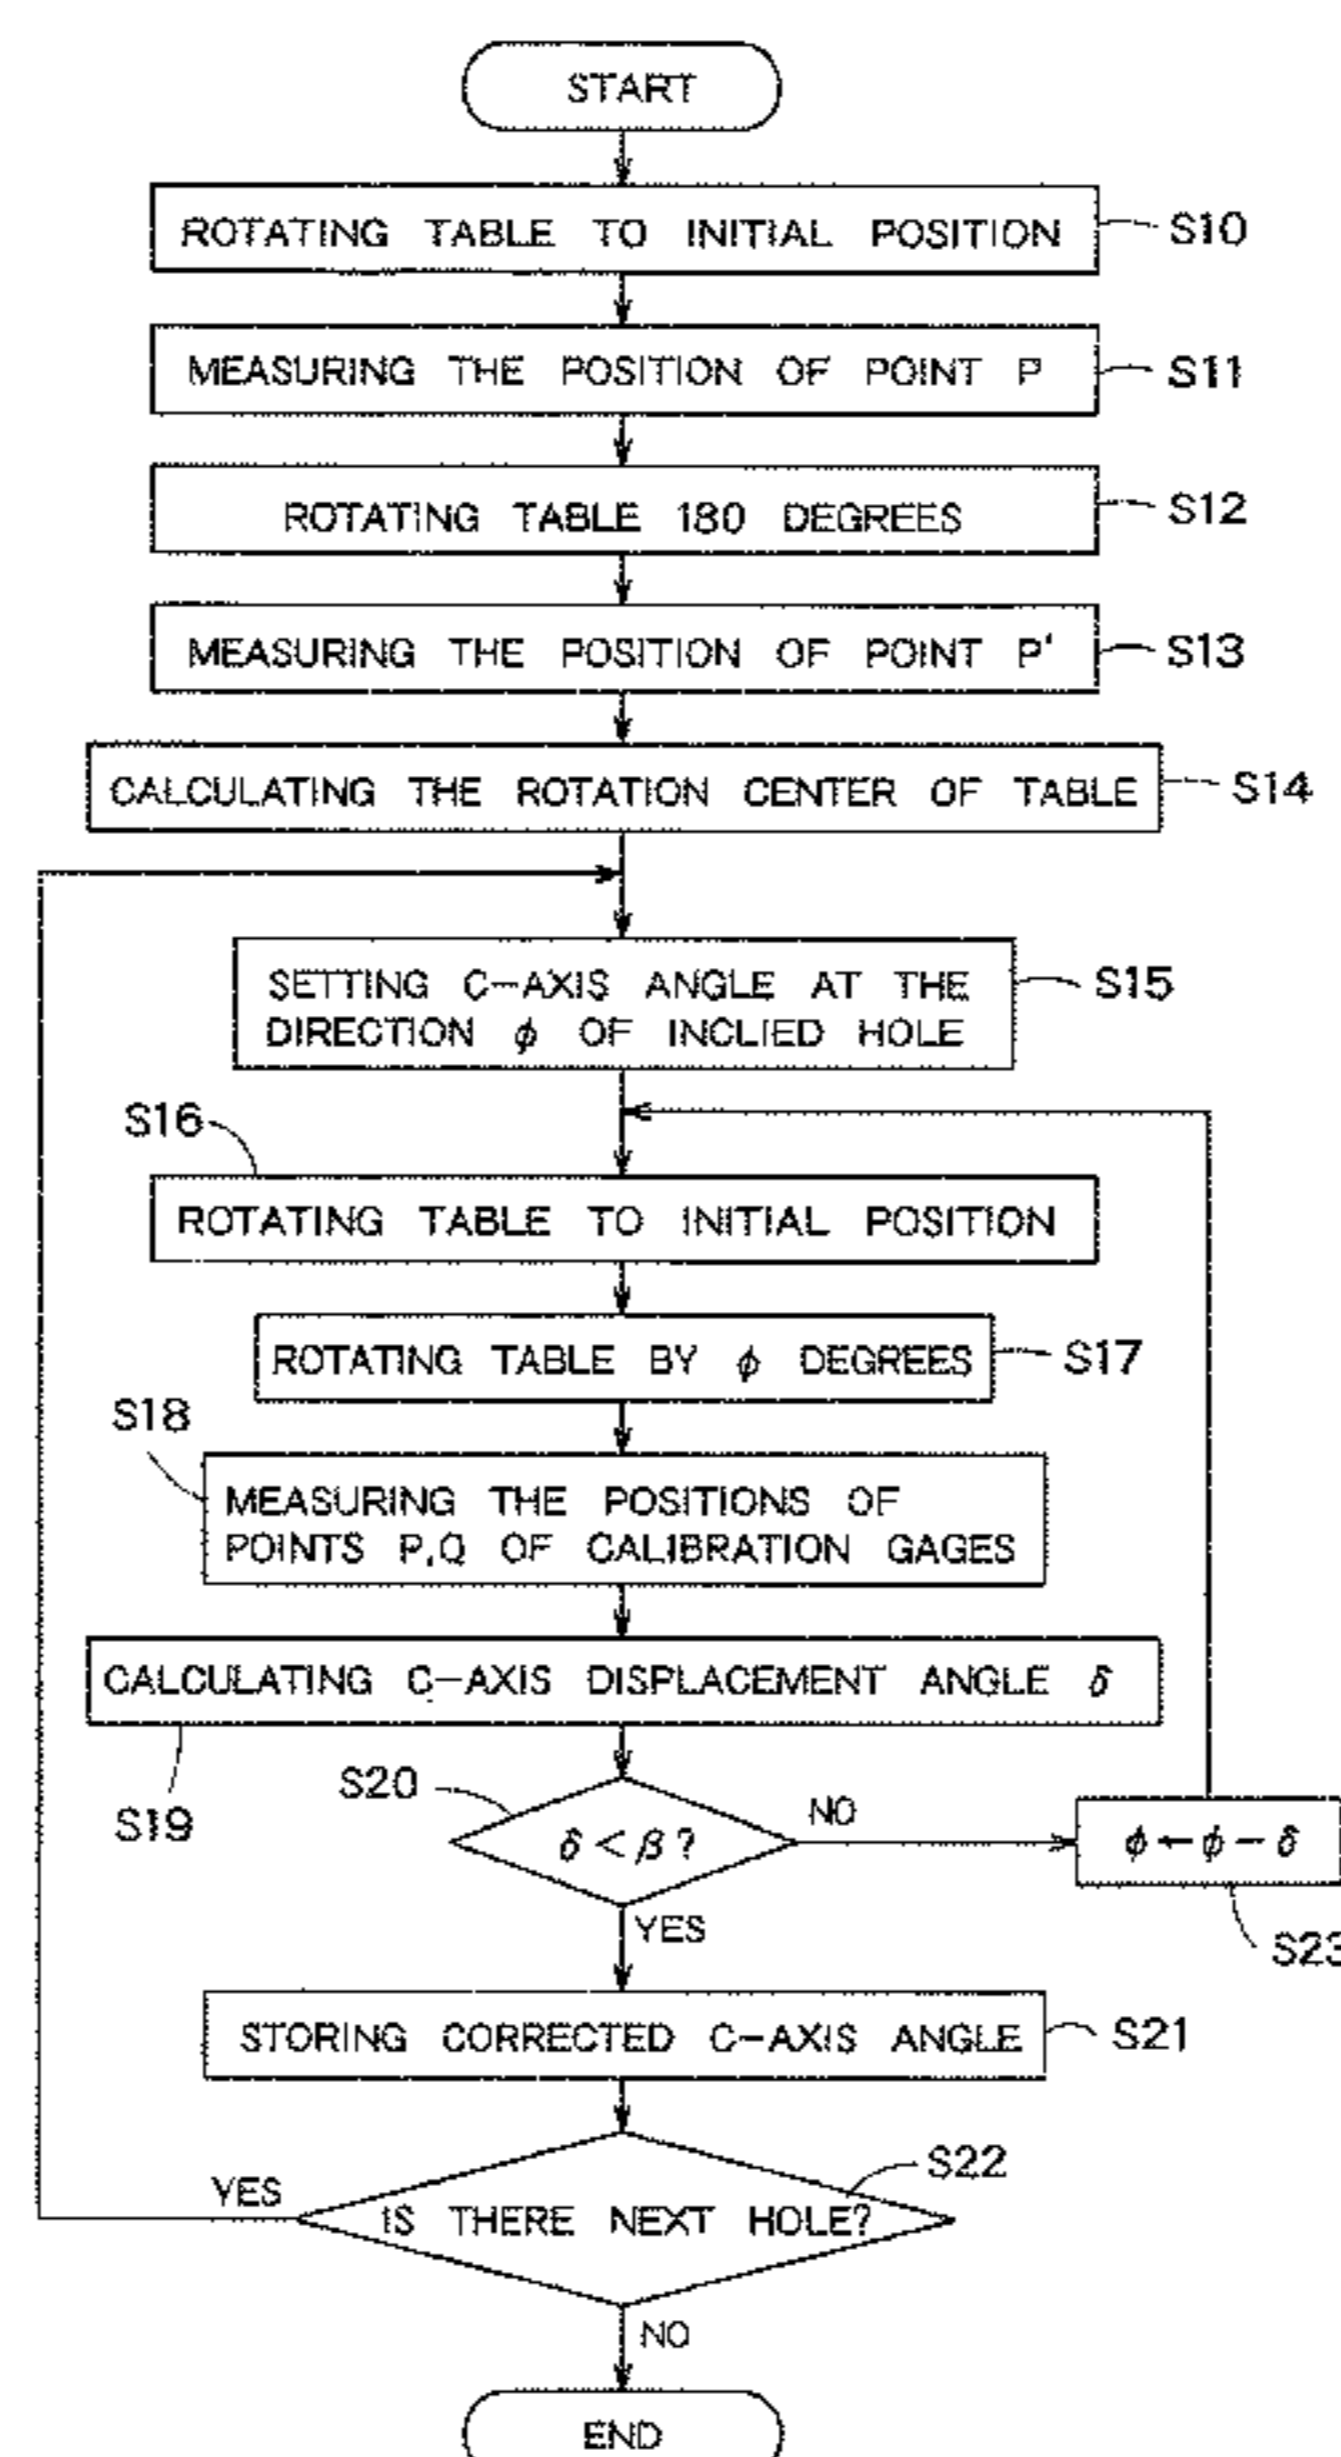 START
ROTATING TABLE TO INITIAL POSITION
S10
MEASURING THE POSITION OF POINT P
S11
ROTATING TABLE 180 DEGREES
S12
MEASURING THE POSITION OF POINT P'
S13
CALCULATING THE ROTATION CENTER OF TABLE
S14
SETTING C-AXIS ANGLE AT THE
DIRECTION ϕ OF INCLIED HOLE
S15
S16
ROTATING TABLE TO INITIAL POSITION
ROTATING TABLE BY ϕ DEGREES
S17
S18
MEASURING THE POSITIONS OF
POINTS P,Q OF CALIBRATION GAGES
CALCULATING C-AXIS DISPLACEMENT ANGLE δ
S19
S20
δ < β ?
NO
ϕ ← ϕ - δ
S23
YES
STORING CORRECTED C-AXIS ANGLE
S21
S22
YES
IS THERE NEXT HOLE?
NO
END